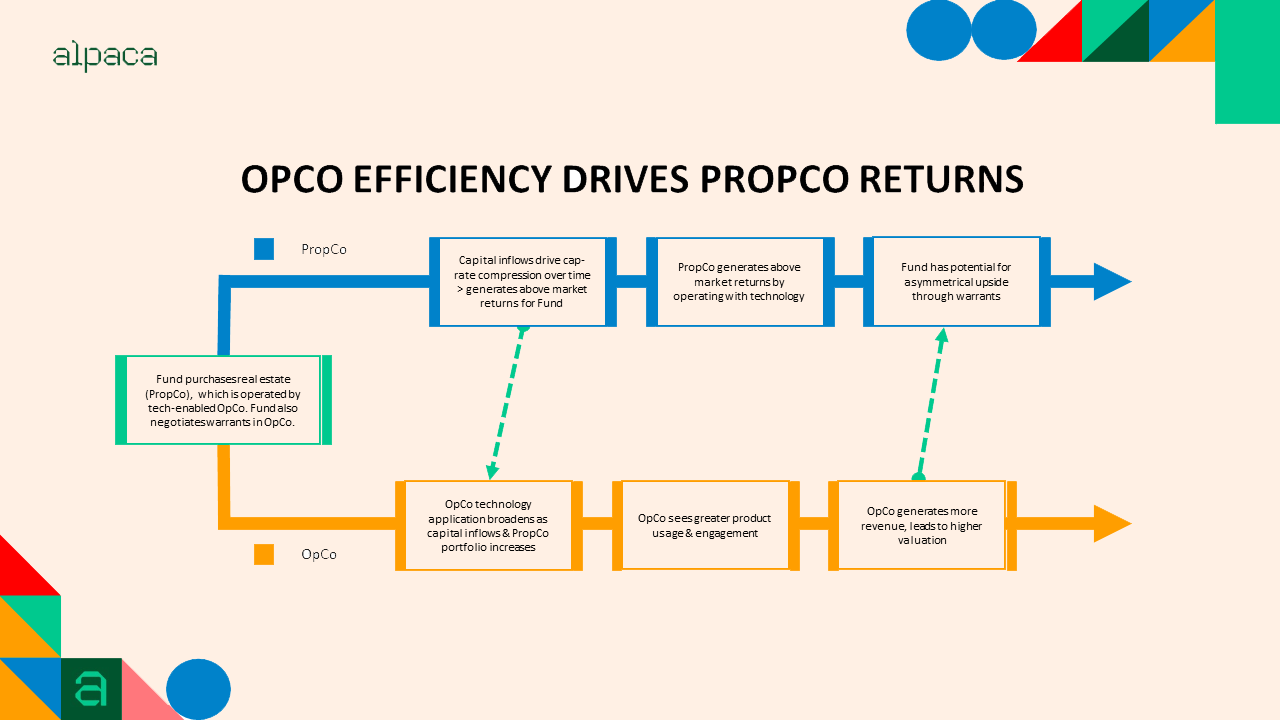 alpaca
OPCO EFFICIENCY DRIVES PROPCO RETURNS
PropCo
Capital inflows drive cap-
rate compression over time
> generates above market
returns for Fund
PropCo generates above
market returns by
operating with technology
Fund has potential for
asymmetrical upside
through warrants
Fund purchases real estate
(PropCo), which is operated by
tech-enabled OpCo. Fund also
negotiates warrants in OpCo.
OpCo technology
application broadens as
capital inflows & PropCo
portfolio increases
OpCo sees greater product
usage & engagement
OpCo generates more
revenue, leads to higher
valuation
OpCo
a